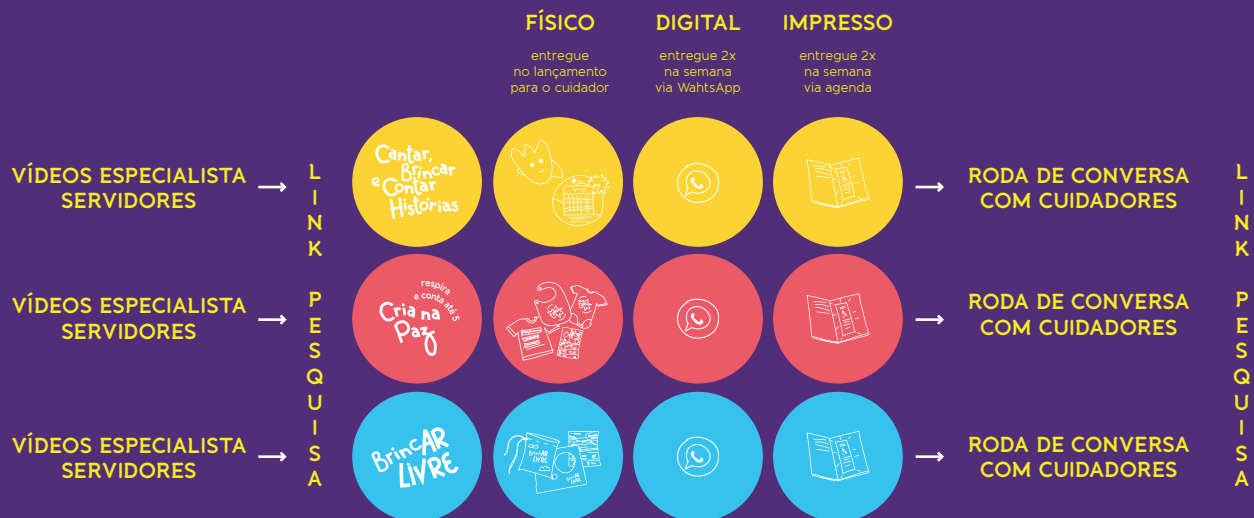 FÍSICO
entregue
no lançamento
para o cuidador
DIGITAL
entregue 2x
na semana
via WahtsApp
IMPRESSO
entregue 2x
na semana
via agenda
VÍDEOS ESPECIALISTA
SERVIDORES
LINK PESQUISA
Cantar,
Brincar
e Contar
Histórias
RODA DE CONVERSA
COM CUIDADORES
LINK PESQUISA
VÍDEOS ESPECIALISTA
SERVIDORES
respira
e conta até 5
Cria na
Paz
RODA DE CONVERSA
COM CUIDADORES
VÍDEOS ESPECIALISTA
SERVIDORES
BrincAR
LIVRE
BrincAR
LIVRE
RODA DE CONVERSA
COM CUIDADORES